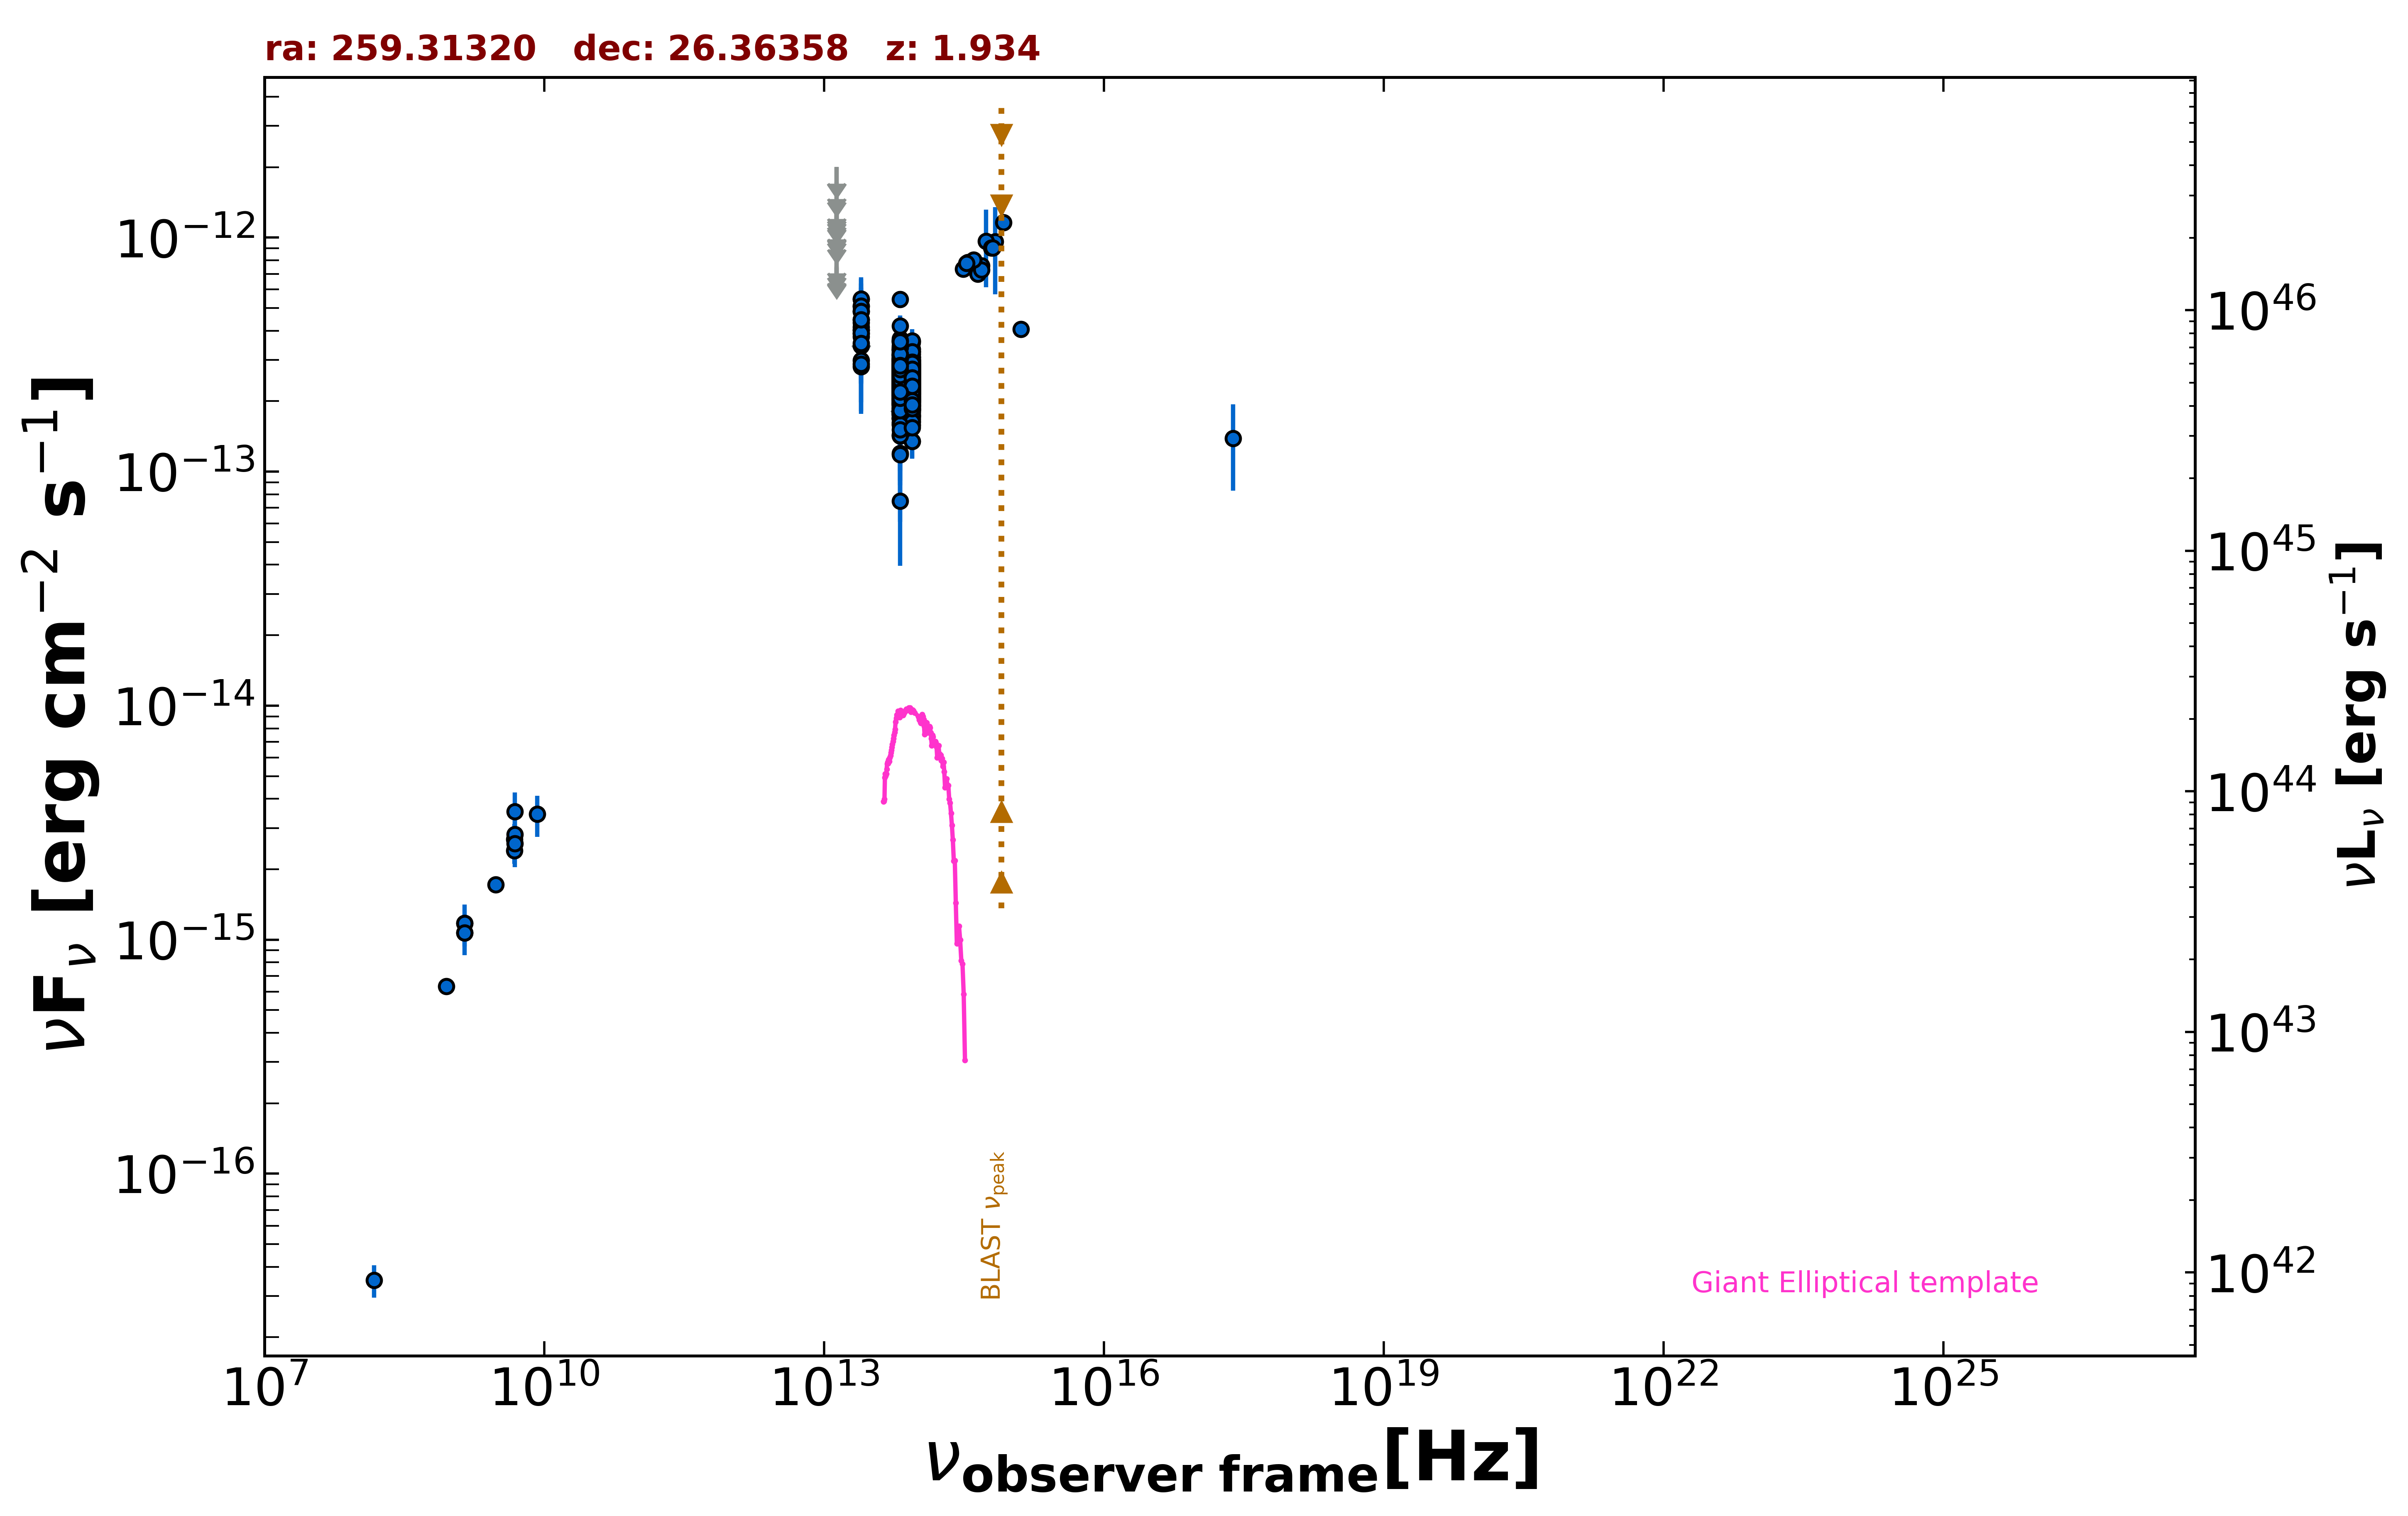 ra: 259.31320 dec: 26.36358 z: 1.934
νFν [erg cm−2 s−1]
10−12
10−13
10−14
10−15
10−16
νLν [erg s−1]
1046
1045
1044
1043
1042
BLAST νpeak
Giant Elliptical template
107 1010 1013 1016 1019 1022 1025
νobserver frame[Hz]